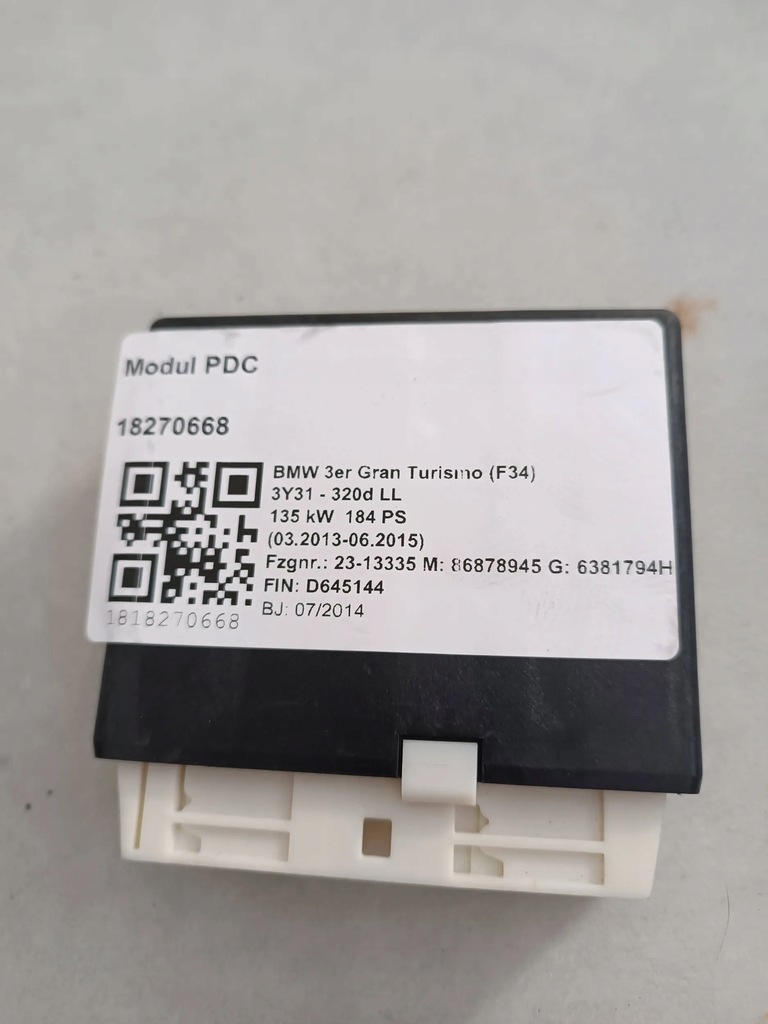 Modul PDC
18270668
BMW 3er Gran Turismo (F34)
3Y31 - 320d LL
135 kW 184 PS
(03.2013-06.2015)
Fzgnr.: 23-13335 M: 86878945 G: 6381794H
FIN: D645144
BJ: 07/2014
1818270668